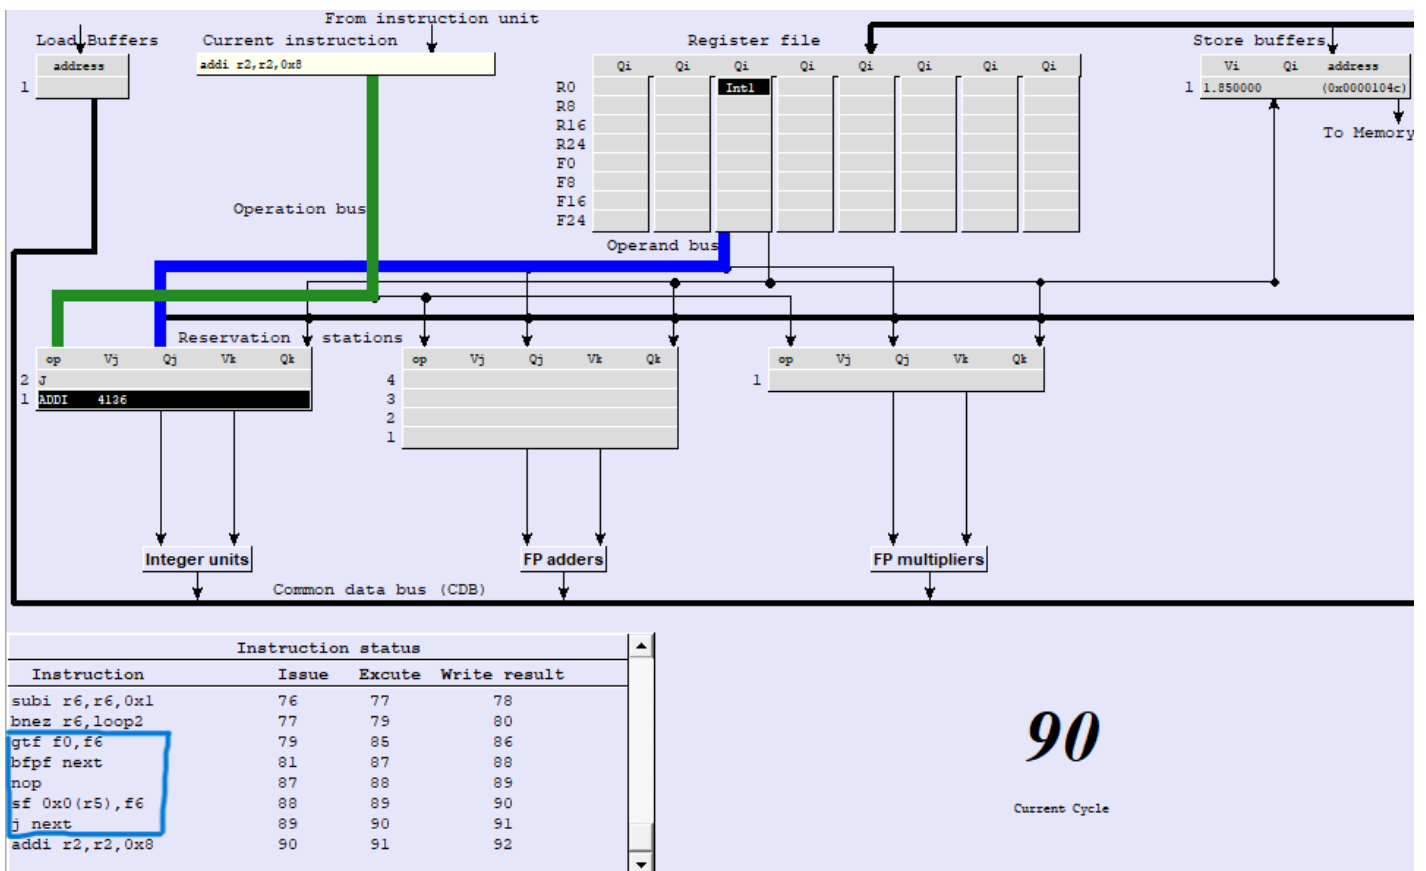 From instruction unit
Load Buffers
Current instruction
Register file
Store buffers
address
addi r2,r2,0x8
Qi Qi Qi Qi Qi Qi Qi Qi
Vi Qi address
1
R0 Int1
1 1.850000 (0x0000104c)
R8
R16
R24
F0
F8
F16
F24
To Memory
Operation bus
Operand bus
Reservation stations
op Vj Qj Vk Qk
op Vj Qj Vk Qk
op Vj Qj Vk Qk
2 J
1 ADDI 4136
4
3
2
1
1
Integer units
FP adders
FP multipliers
Common data bus (CDB)
Instruction status
Instruction Issue Excute Write result
subi r6,r6,0x1 76 77 78
bnez r6,loop2 77 79 80
gtf f0,f6 79 85 86
bfpf next 81 87 88
nop 87 88 89
sf 0x0(r5),f6 88 89 90
j next 89 90 91
addi r2,r2,0x8 90 91 92
90
Current Cycle